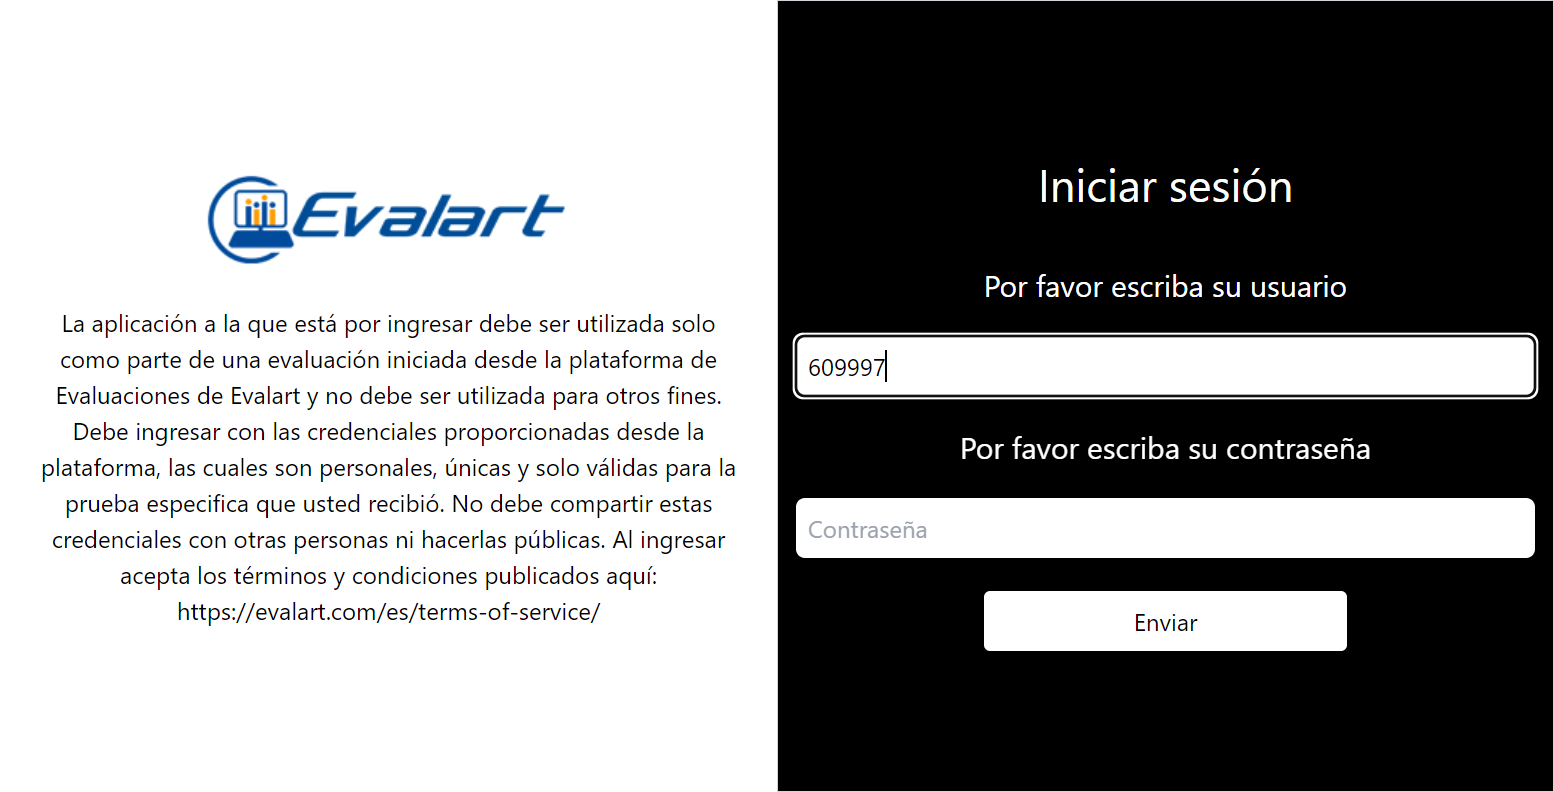 Evalart
La aplicación a la que está por ingresar debe ser utilizada solo
como parte de una evaluación iniciada desde la plataforma de
Evaluaciones de Evalart y no debe ser utilizada para otros fines.
Debe ingresar con las credenciales proporcionadas desde la
plataforma, las cuales son personales, únicas y solo válidas para la
prueba especifica que usted recibió. No debe compartir estas
credenciales con otras personas ni hacerlas públicas. Al ingresar
acepta los términos y condiciones publicados aquí:
https://evalart.com/es/terms-of-service/
Iniciar sesión
Por favor escriba su usuario
609997
Por favor escriba su contraseña
Contraseña
Enviar